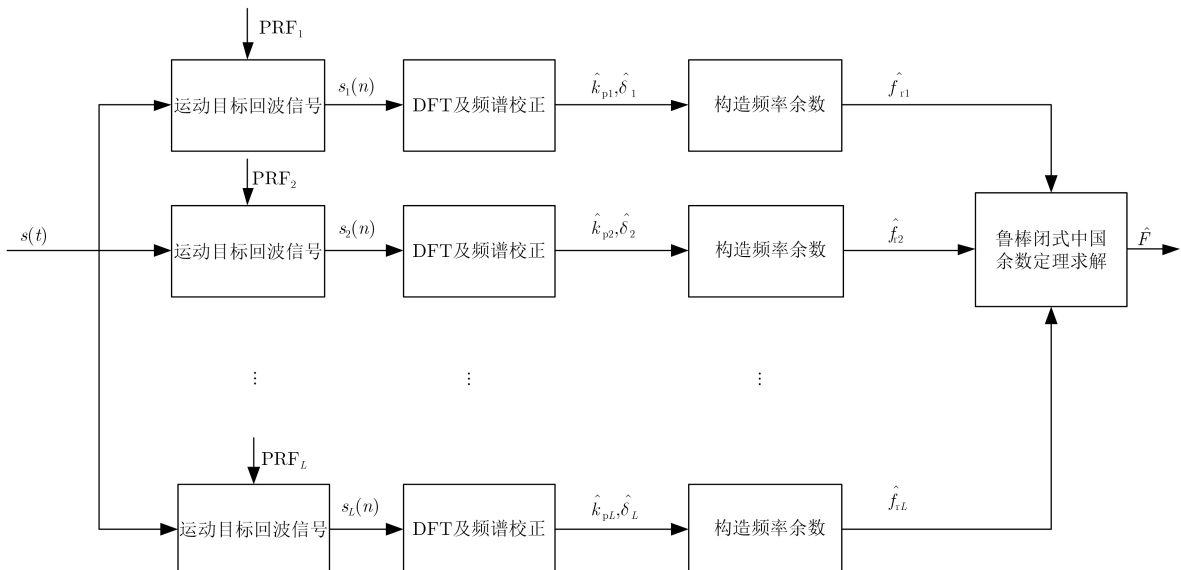 PRF₁
运动目标回波信号
s₁(n)
DFT及频谱校正
k̂ₚ₁,δ̂₁
构造频率余数
f̂ᵣ₁
PRF₂
s(t)
运动目标回波信号
s₂(n)
DFT及频谱校正
k̂ₚ₂,δ̂₂
构造频率余数
f̂ᵣ₂
鲁棒闭式中国
余数定理求解
F̂
⋮ ⋮ ⋮
PRF_L
运动目标回波信号
s_L(n)
DFT及频谱校正
k̂_{pL},δ̂_L
构造频率余数
f̂_{rL}